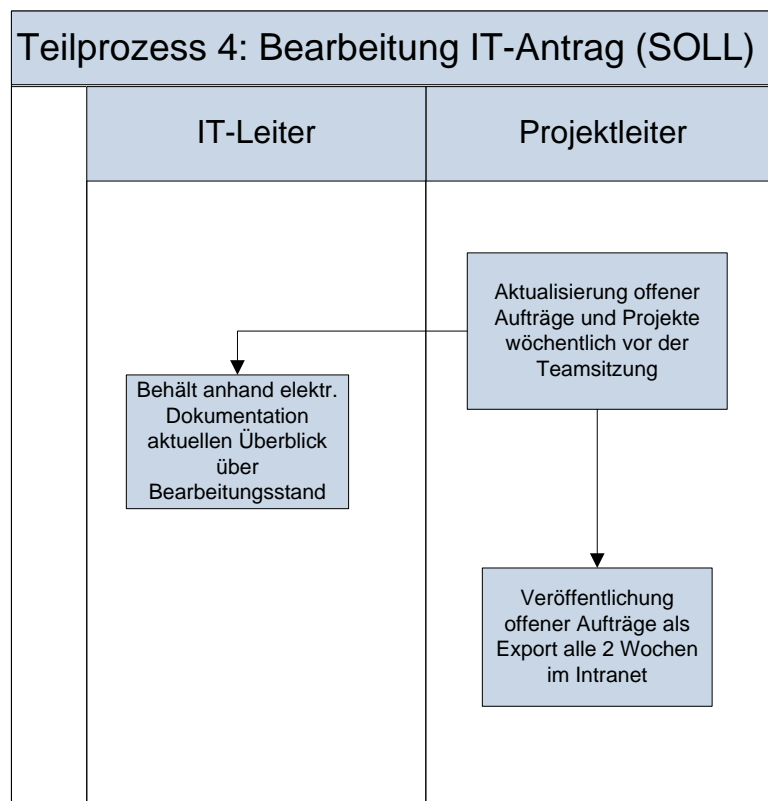 Teilprozess 4: Bearbeitung IT-Antrag (SOLL)
IT-Leiter
Projektleiter
Aktualisierung offener
Aufträge und Projekte
wöchentlich vor der
Teamsitzung
Behält anhand elektr.
Dokumentation
aktuellen Überblick
über
Bearbeitungsstand
Veröffentlichung
offener Aufträge als
Export alle 2 Wochen
im Intranet